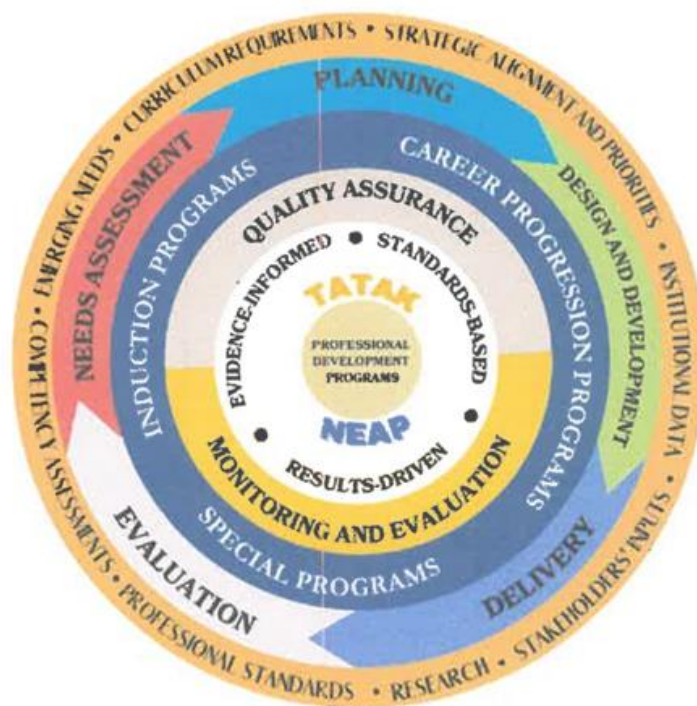 CURRICULUM REQUIREMENTS • STRATEGIC ALIGNMENT AND PRIORITIES • INSTITUTIONAL DATA • STAKEHOLDERS' INPUTS • RESEARCH • PROFESSIONAL STANDARDS • COMPETENCY ASSESSMENTS • EMERGING NEEDS •
PLANNING
DESIGN AND DEVELOPMENT
DELIVERY
EVALUATION
NEEDS ASSESSMENT
INDUCTION PROGRAMS
CAREER PROGRESSION PROGRAMS
SPECIAL PROGRAMS
QUALITY ASSURANCE
MONITORING AND EVALUATION
EVIDENCE-INFORMED • STANDARDS-BASED • RESULTS-DRIVEN •
TATAK
PROFESSIONAL
DEVELOPMENT
PROGRAMS
NEAP